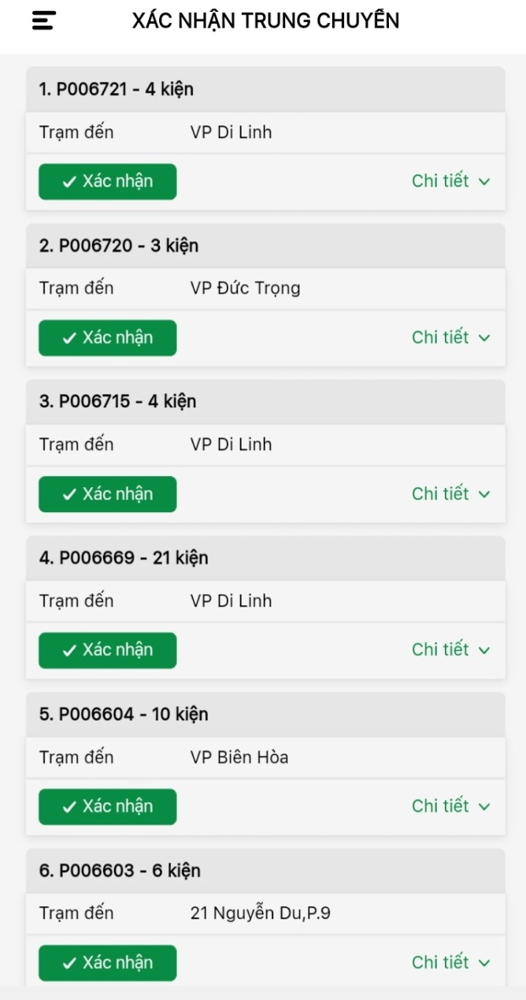 XÁC NHẬN TRUNG CHUYỂN
1. P006721 - 4 kiện
Trạm đến VP Di Linh
Xác nhận Chi tiết
2. P006720 - 3 kiện
Trạm đến VP Đức Trọng
Xác nhận Chi tiết
3. P006715 - 4 kiện
Trạm đến VP Di Linh
Xác nhận Chi tiết
4. P006669 - 21 kiện
Trạm đến VP Di Linh
Xác nhận Chi tiết
5. P006604 - 10 kiện
Trạm đến VP Biên Hòa
Xác nhận Chi tiết
6. P006603 - 6 kiện
Trạm đến 21 Nguyễn Du,P.9
Xác nhận Chi tiết